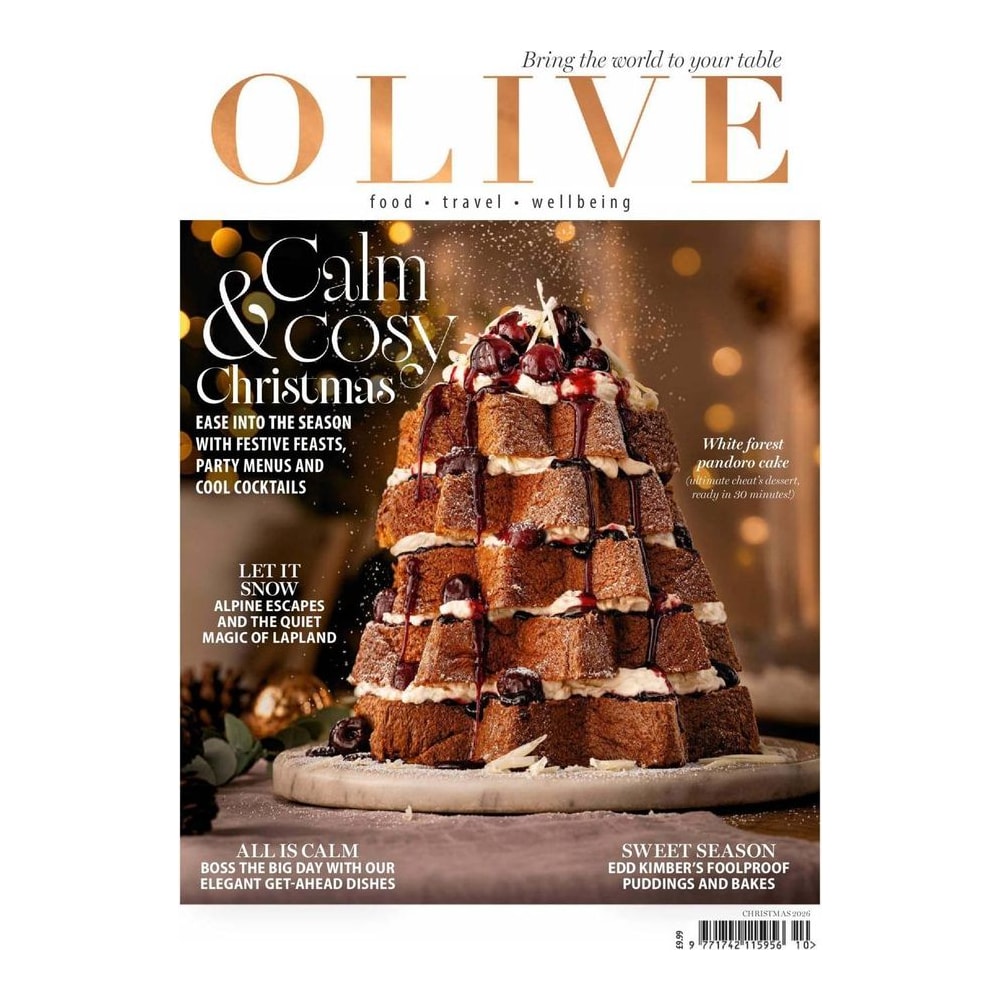 Bring the world to your table
OLIVE
food • travel • wellbeing
Calm
& cosy
Christmas
EASE INTO THE SEASON
WITH FESTIVE FEASTS,
PARTY MENUS AND
COOL COCKTAILS
White forest
pandoro cake
(ultimate cheat's dessert,
ready in 30 minutes!)
LET IT
SNOW
ALPINE ESCAPES
AND THE QUIET
MAGIC OF LAPLAND
ALL IS CALM
BOSS THE BIG DAY WITH OUR
ELEGANT GET-AHEAD DISHES
SWEET SEASON
EDD KIMBER'S FOOLPROOF
PUDDINGS AND BAKES
CHRISTMAS 2026
£9.99
9 771742 115956 10>